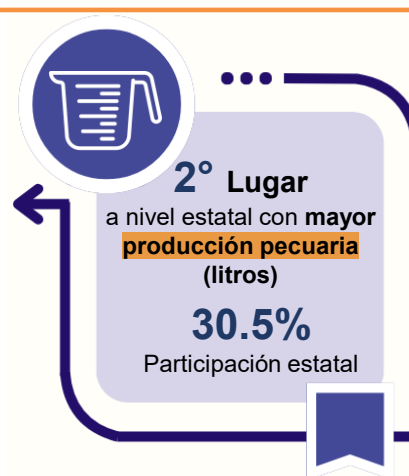 2° Lugar
a nivel estatal con mayor
producción pecuaria
(litros)
30.5%
Participación estatal